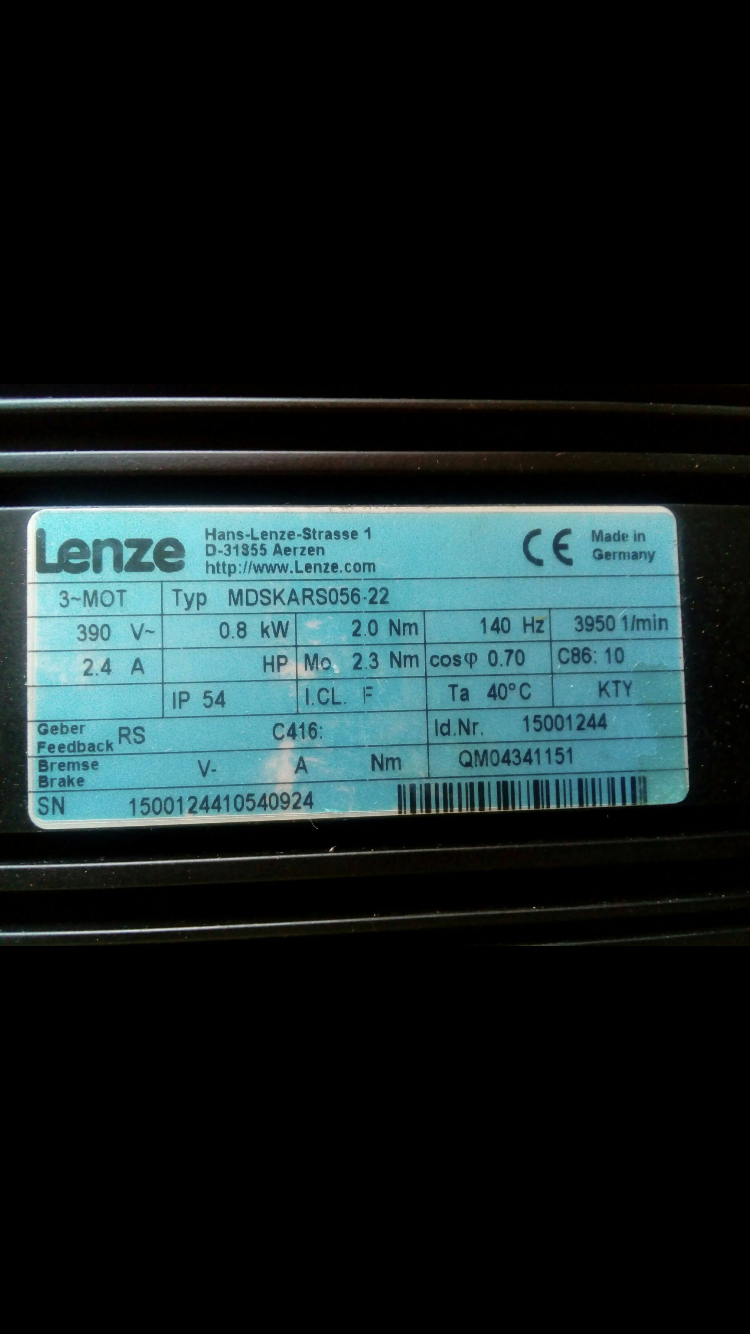 Lenze
Hans-Lenze-Strasse 1
D-31855 Aerzen
http://www.Lenze.com
CE
Made in
Germany
3~MOT Typ MDSKARS056-22
390 V~ 0.8 kW 2.0 Nm 140 Hz 3950 1/min
2.4 A HP Mo 2.3 Nm cosφ 0.70 C86: 10
IP 54 I.CL. F Ta 40°C KTY
Geber
Feedback RS C416: Id.Nr. 15001244
Bremse
Brake V- A Nm QM04341151
SN 1500124410540924